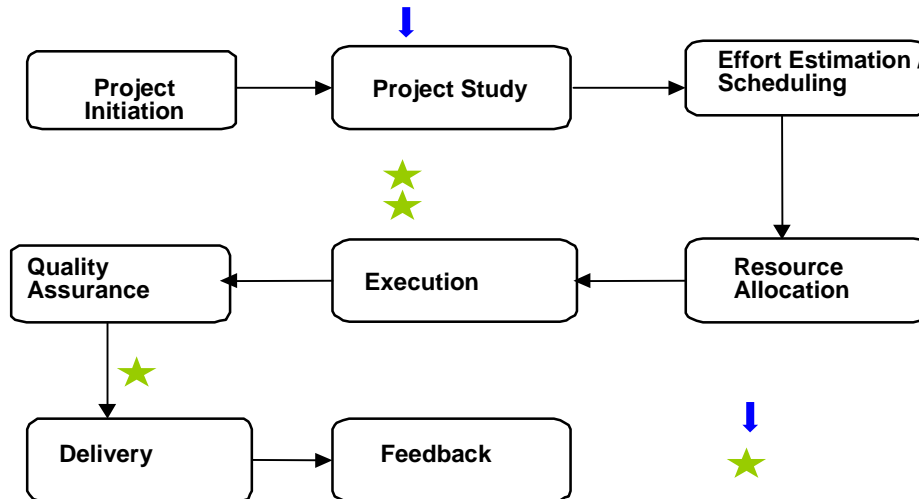 Project
Initiation
Project Study
Effort Estimation /
Scheduling
Quality
Assurance
Execution
Resource
Allocation
Delivery
Feedback